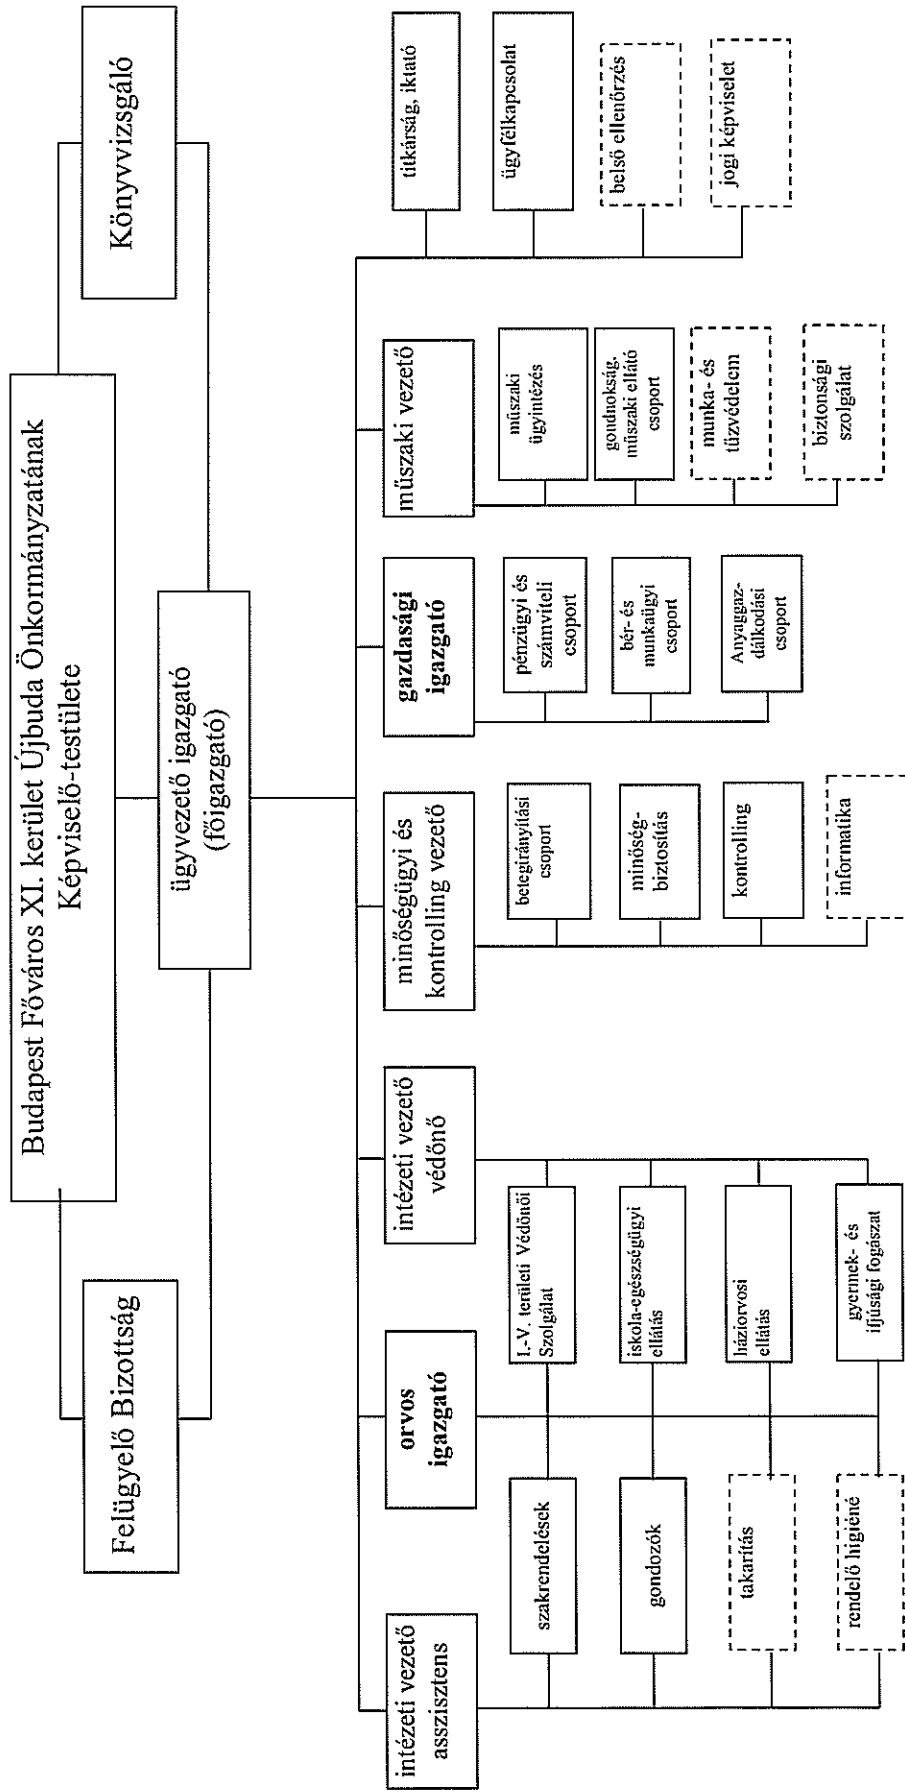 Budapest Főváros XI. kerület Újbuda Önkormányzatának
Képviselő-testülete
Felügyelő Bizottság
Könyvvizsgáló
ügyvezető igazgató
(főigazgató)
intézeti vezető
asszisztens
orvos
igazgató
intézeti vezető
védőnő
minőségügyi és
kontrolling vezető
gazdasági
igazgató
műszaki vezető
szakrendelések
gondozók
takarítás
rendelő higiéné
I.-V. területi Védőnői
Szolgálat
iskola-egészségügyi
ellátás
háziorvosi
ellátás
gyermek- és
ifjúsági fogászat
betegirányítási
csoport
minőség-
biztosítás
kontrolling
informatika
pénzügyi és
számviteli
csoport
bér- és
munkaügyi
csoport
Anyaggaz-
dálkodási
csoport
műszaki
ügyintézés
gondnokság,
műszaki ellátó
csoport
munka- és
tűzvédelem
biztonsági
szolgálat
titkárság, iktató
ügyfélkapcsolat
belső ellenőrzés
jogi képviselet